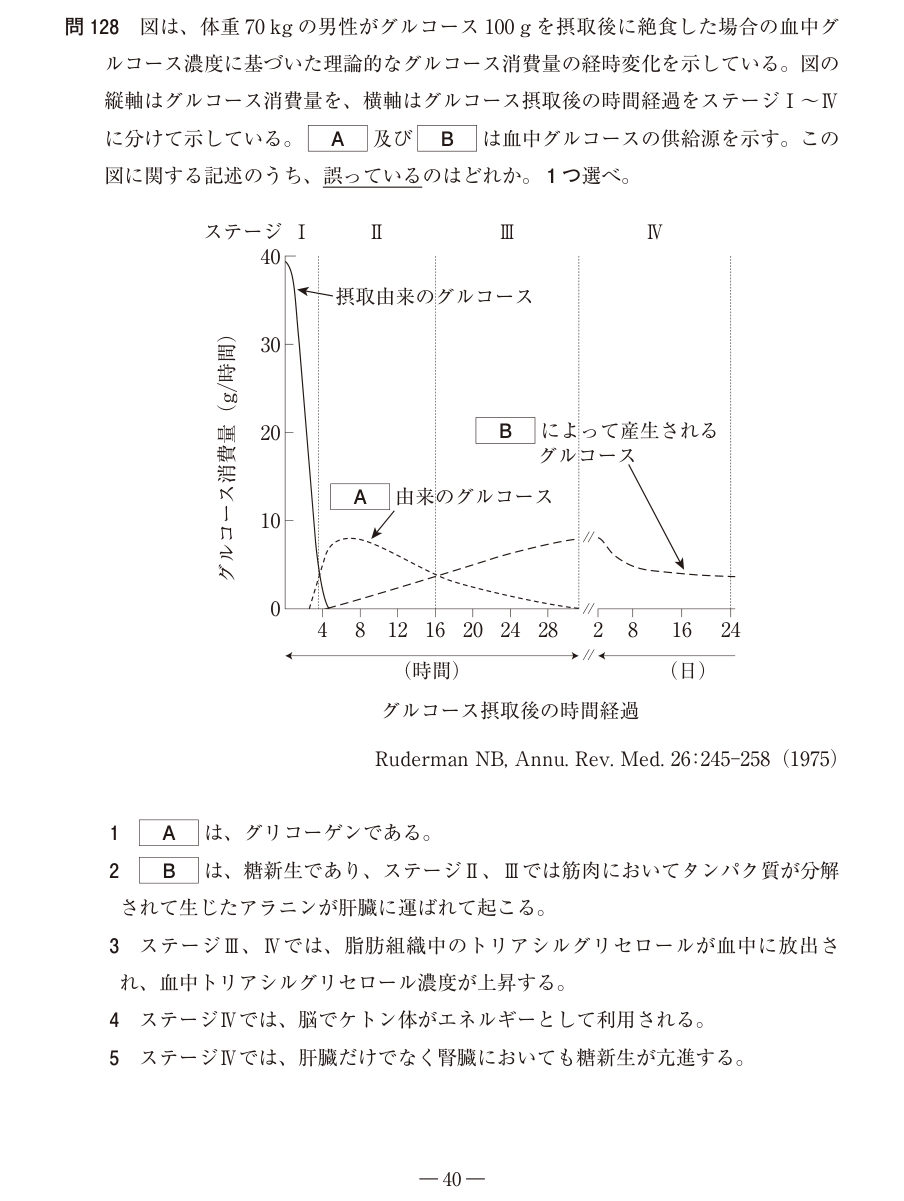 問 128 図は、体重 70 kg の男性がグルコース 100 g を摂取後に絶食した場合の血中グ
ルコース濃度に基づいた理論的なグルコース消費量の経時変化を示している。図の
縦軸はグルコース消費量を、横軸はグルコース摂取後の時間経過をステージⅠ～Ⅳ
に分けて示している。 A 及び B は血中グルコースの供給源を示す。この
図に関する記述のうち、誤っているのはどれか。1つ選べ。
ステージ Ⅰ Ⅱ Ⅲ Ⅳ
40
摂取由来のグルコース
30
グルコース消費量(g/時間)
20
B によって産生される
グルコース
A 由来のグルコース
10
0
4 8 12 16 20 24 28 2 8 16 24
(時間) (日)
グルコース摂取後の時間経過
Ruderman NB, Annu. Rev. Med. 26:245-258(1975)
1 A は、グリコーゲンである。
2 B は、糖新生であり、ステージⅡ、Ⅲでは筋肉においてタンパク質が分解
されて生じたアラニンが肝臓に運ばれて起こる。
3 ステージⅢ、Ⅳでは、脂肪組織中のトリアシルグリセロールが血中に放出さ
れ、血中トリアシルグリセロール濃度が上昇する。
4 ステージⅣでは、脳でケトン体がエネルギーとして利用される。
5 ステージⅣでは、肝臓だけでなく腎臓においても糖新生が亢進する。
— 40 —